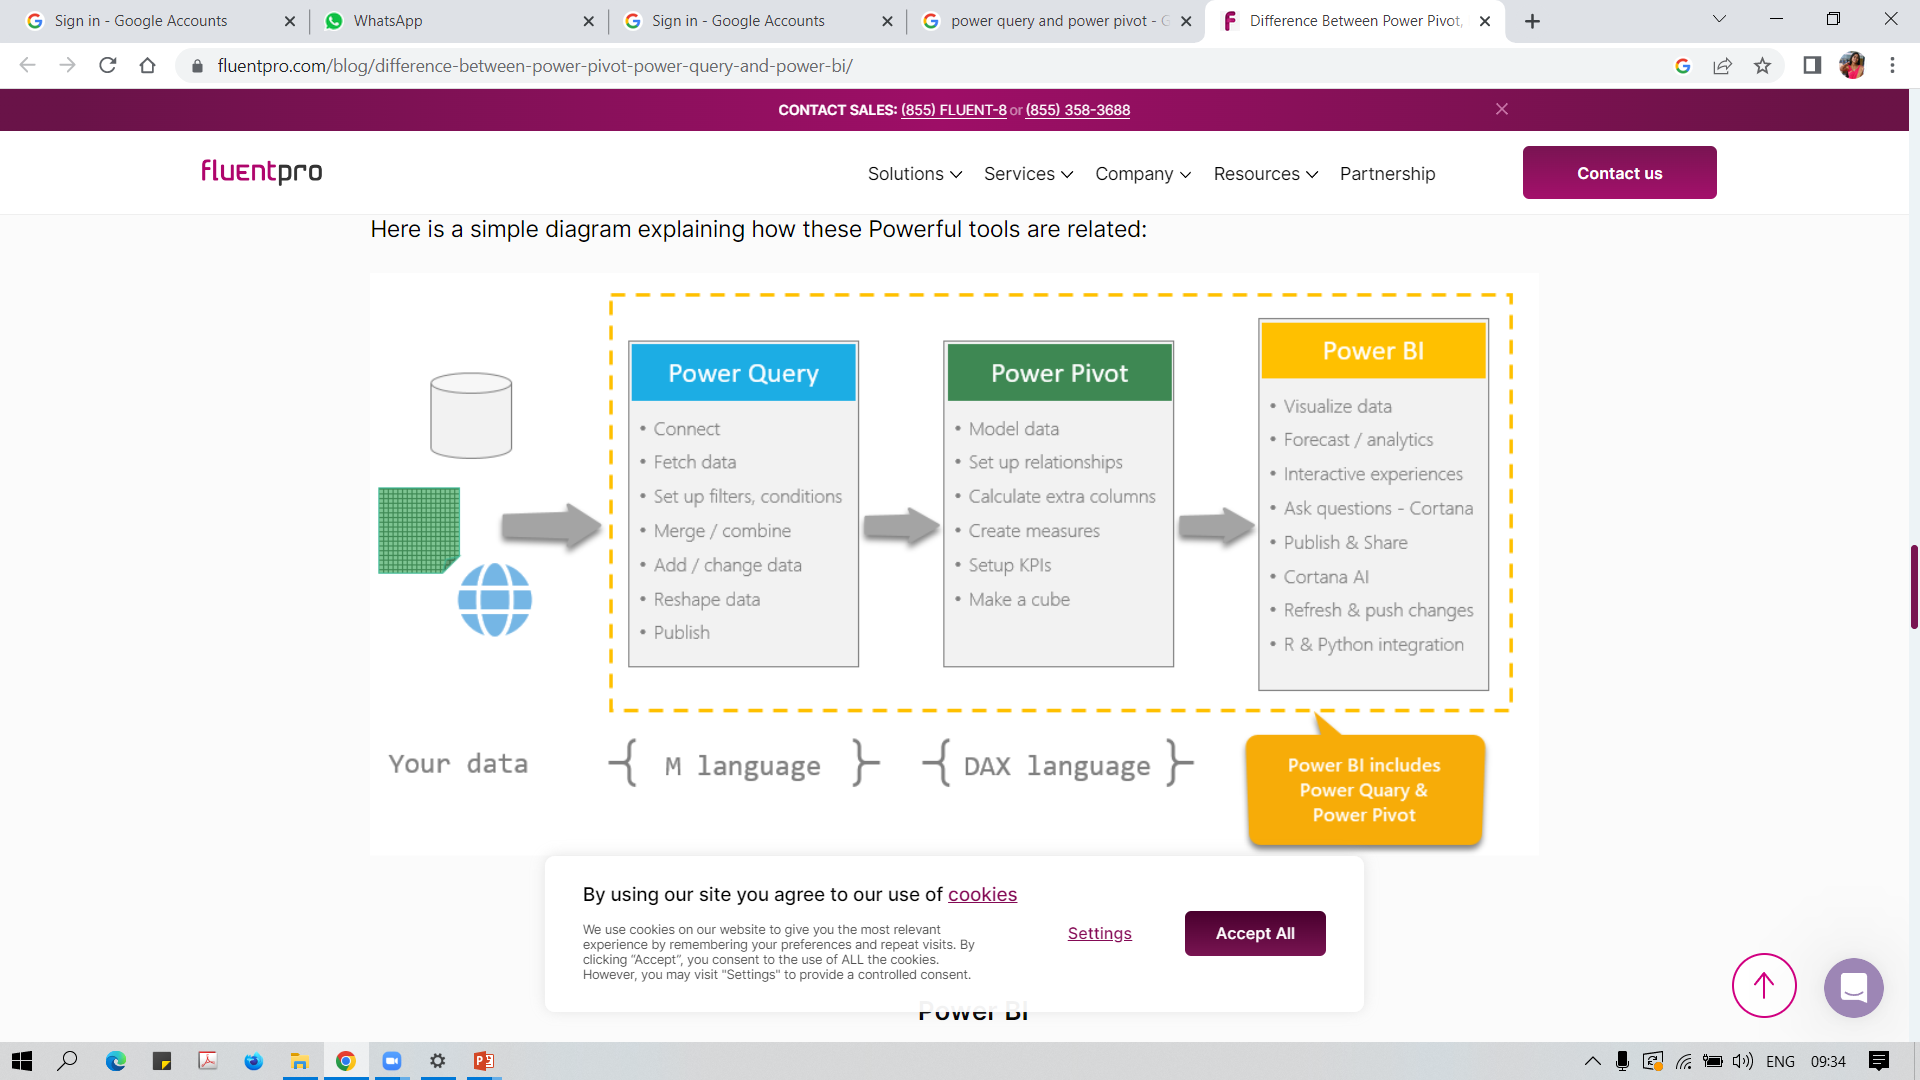 Sign in - Google Accounts
WhatsApp
Sign in - Google Accounts
power query and power pivot - G
Difference Between Power Pivot,
fluentpro.com/blog/difference-between-power-pivot-power-query-and-power-bi/
CONTACT SALES: (855) FLUENT-8 or (855) 358-3688
fluentpro
Solutions
Services
Company
Resources
Partnership
Contact us
Here is a simple diagram explaining how these Powerful tools are related:
Power Query
• Connect
• Fetch data
• Set up filters, conditions
• Merge / combine
• Add / change data
• Reshape data
• Publish
Power Pivot
• Model data
• Set up relationships
• Calculate extra columns
• Create measures
• Setup KPIs
• Make a cube
Power BI
• Visualize data
• Forecast / analytics
• Interactive experiences
• Ask questions - Cortana
• Publish & Share
• Cortana AI
• Refresh & push changes
• R & Python integration
Your data
{ M language }
{ DAX language }
Power BI includes
Power Quary &
Power Pivot
By using our site you agree to our use of cookies
We use cookies on our website to give you the most relevant
experience by remembering your preferences and repeat visits. By
clicking “Accept”, you consent to the use of ALL the cookies.
However, you may visit "Settings" to provide a controlled consent.
Settings
Accept All
Power BI
ENG
09:34